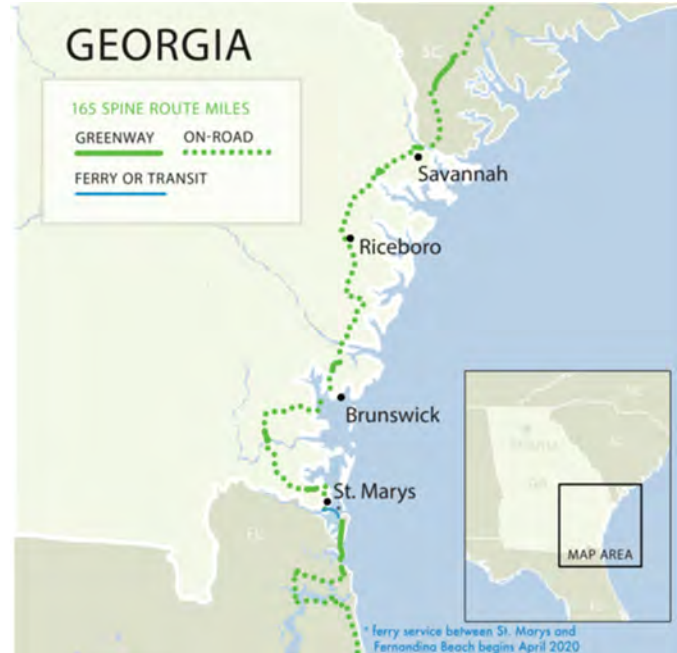 GEORGIA
165 SPINE ROUTE MILES
GREENWAY ON-ROAD
FERRY OR TRANSIT
SC
Savannah
Riceboro
Brunswick
St. Marys
FL
GA
MAP AREA
* ferry service between St. Marys and
Fernandina Beach begins April 2020